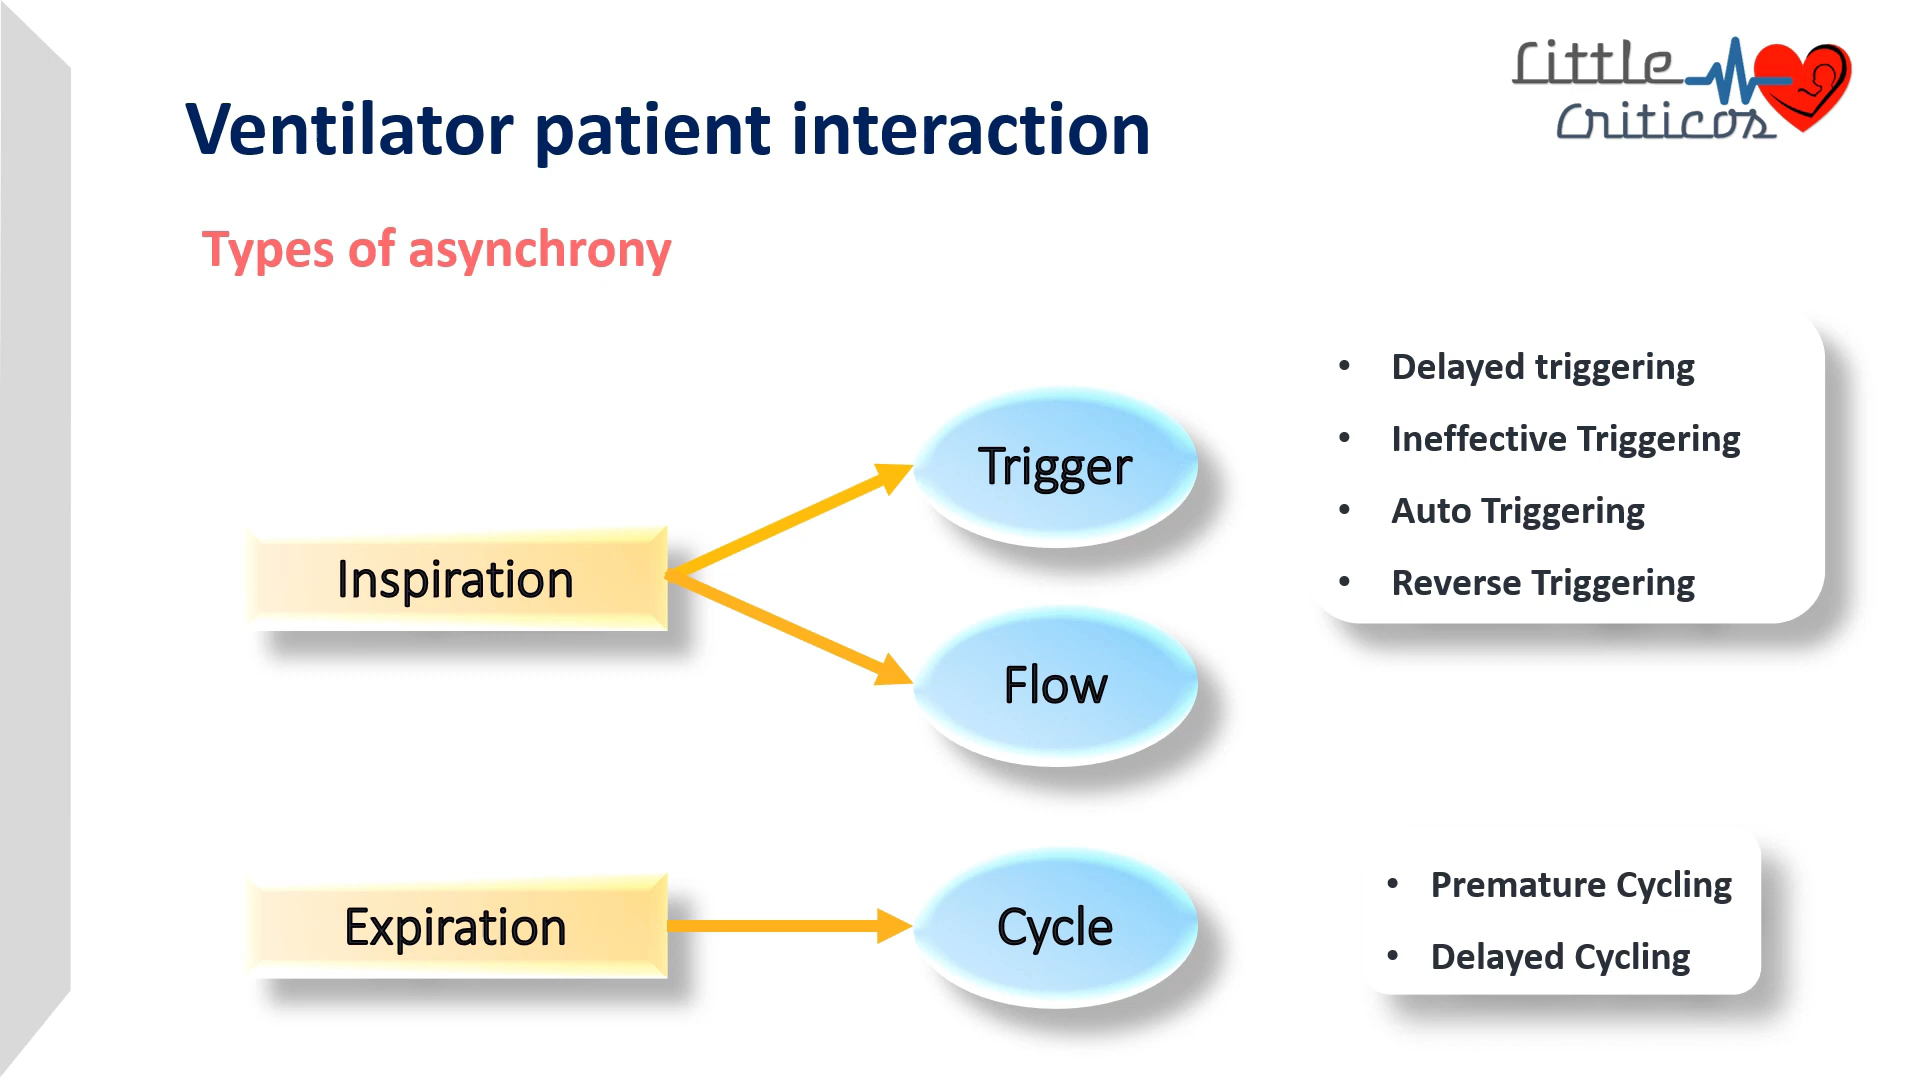 Little
Criticos
Ventilator patient interaction
Types of asynchrony
Inspiration
Trigger
Flow
• Delayed triggering
• Ineffective Triggering
• Auto Triggering
• Reverse Triggering
Expiration
Cycle
• Premature Cycling
• Delayed Cycling